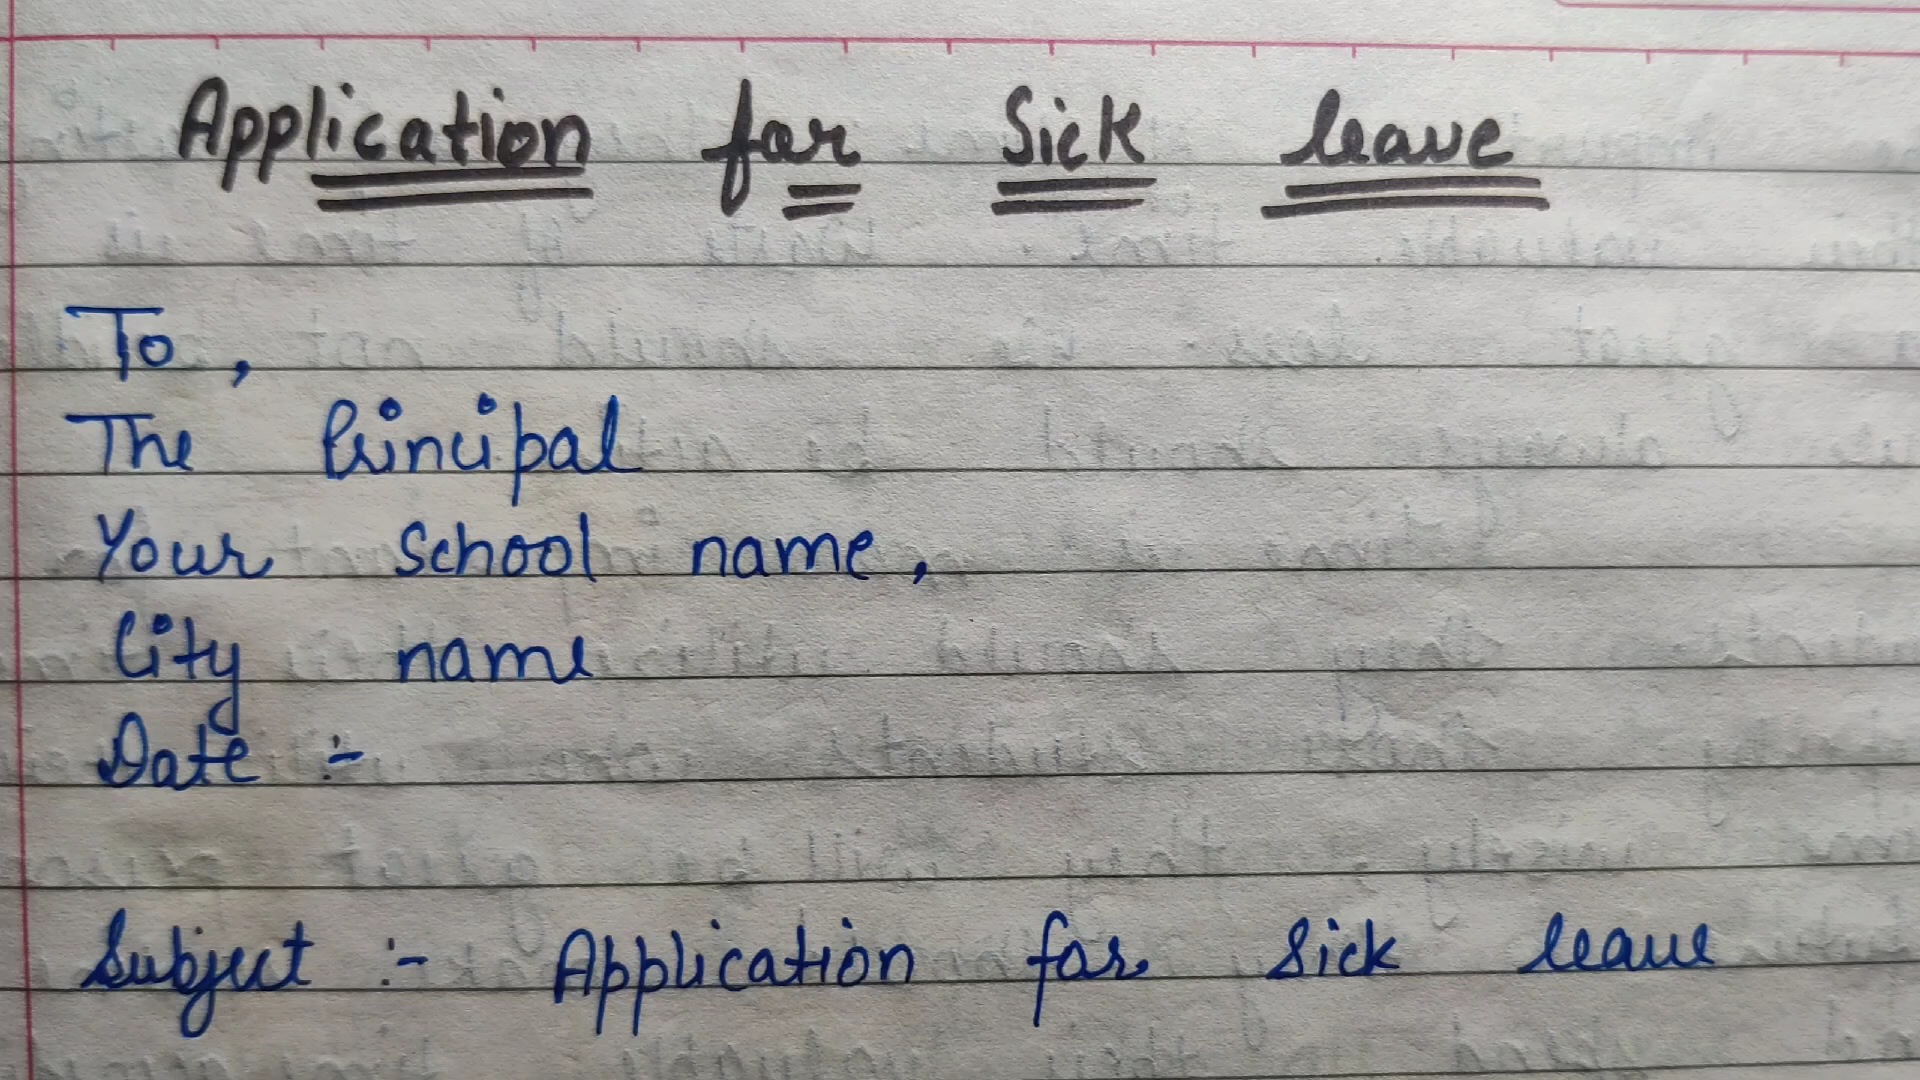 Application for Sick leave
To,
The Principal
Your School name,
City name
Date :-
Subject :- Application for Sick leave